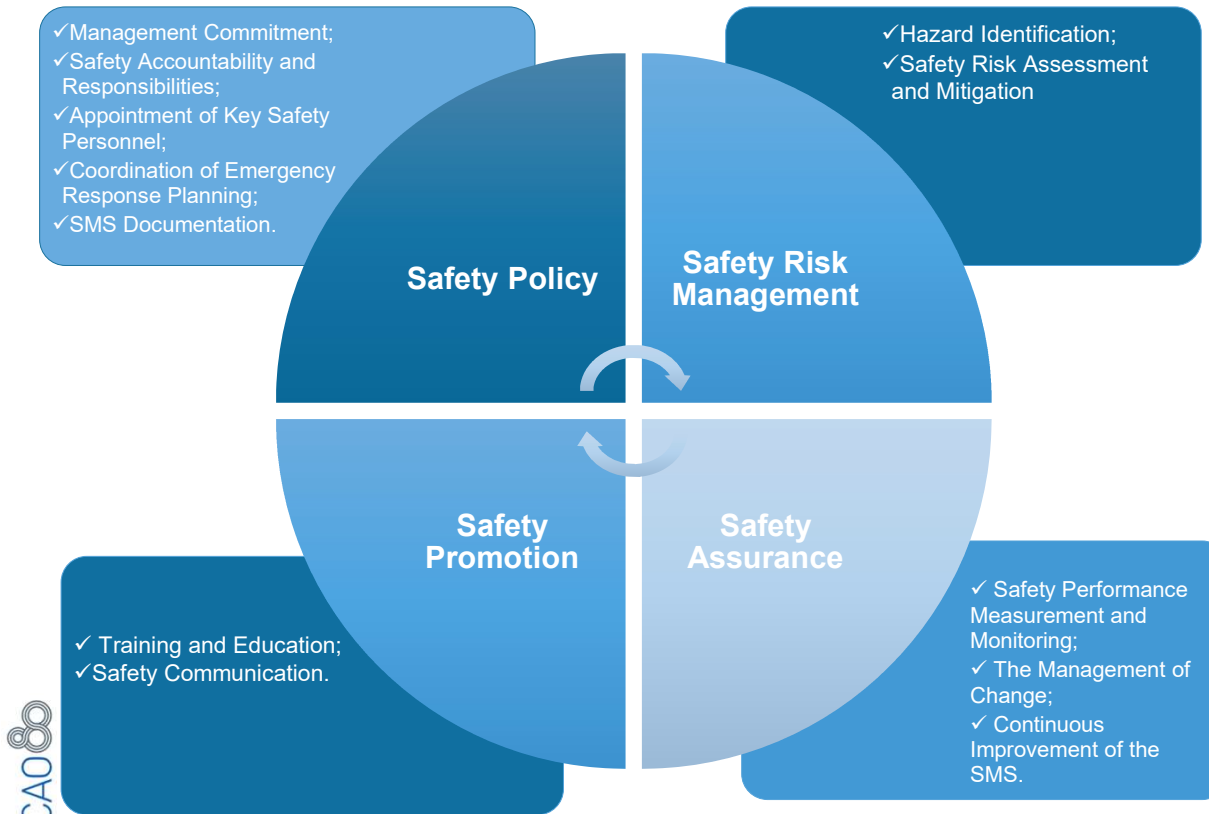 ✓Management Commitment;
✓Safety Accountability and
Responsibilities;
✓Appointment of Key Safety
Personnel;
✓Coordination of Emergency
Response Planning;
✓SMS Documentation.
✓Hazard Identification;
✓Safety Risk Assessment
and Mitigation
Safety Policy
Safety Risk
Management
Safety
Promotion
Safety
Assurance
✓ Training and Education;
✓Safety Communication.
✓ Safety Performance
Measurement and
Monitoring;
✓ The Management of
Change;
✓ Continuous
Improvement of the
SMS.
CAO